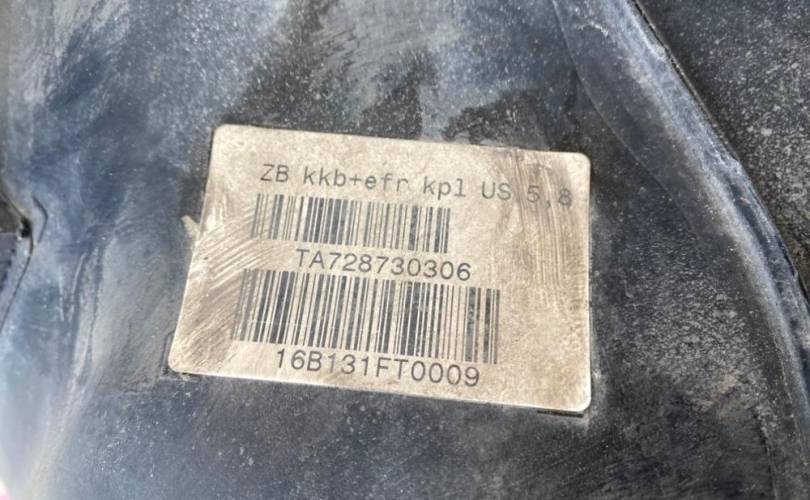 ZB kkb+efr kpl US 5,8
TA728730306
16B131FT0009